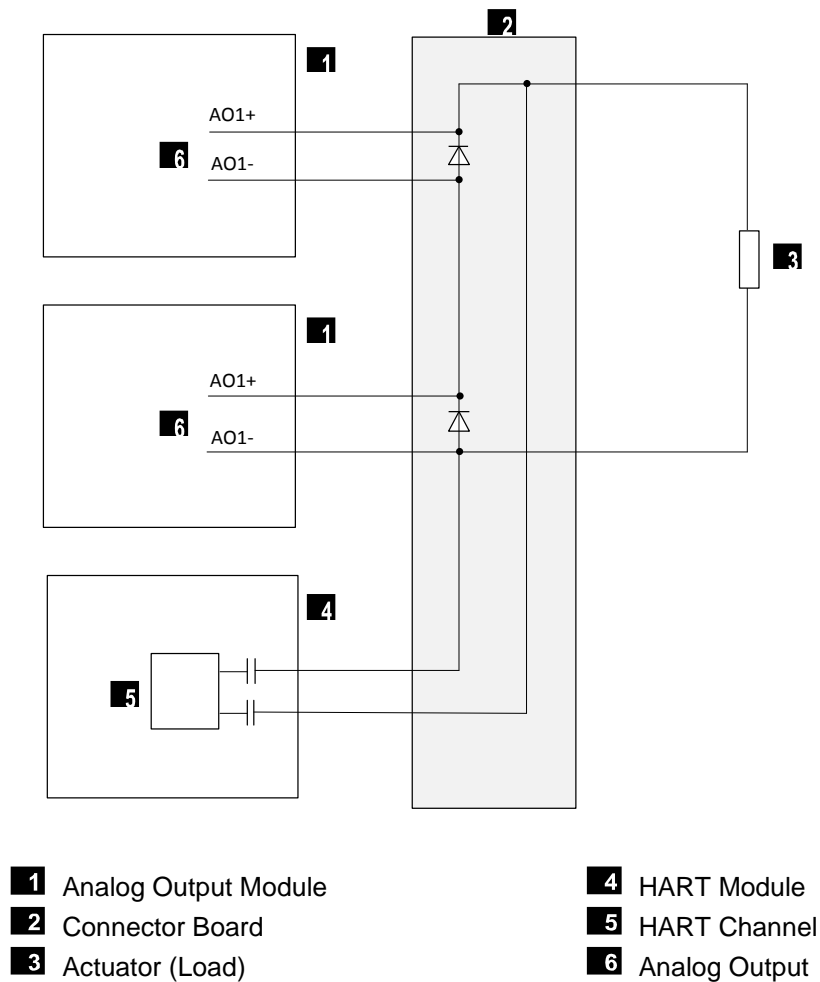 2
1
AO1+
6
AO1-
3
1
AO1+
6
AO1-
4
5
1 Analog Output Module
2 Connector Board
3 Actuator (Load)
4 HART Module
5 HART Channel
6 Analog Output